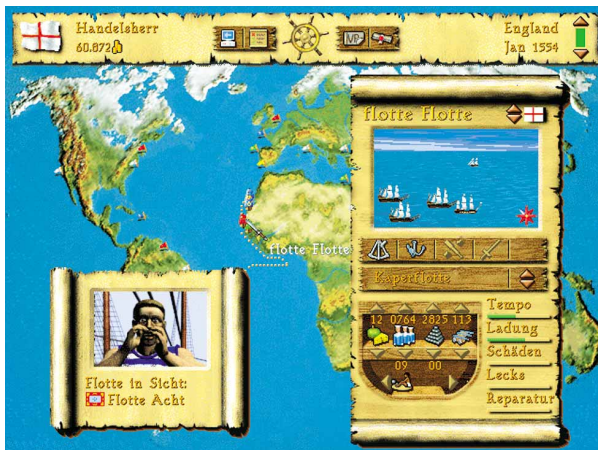 Handelsherr
60.872
England
Jan 1554
flotte Flotte
flotte Flotte
Kaperflotte
12 0764 2825 113
09 00
Tempo
Ladung
Schäden
Lecks
Reparatur
Flotte in Sicht:
Flotte Acht